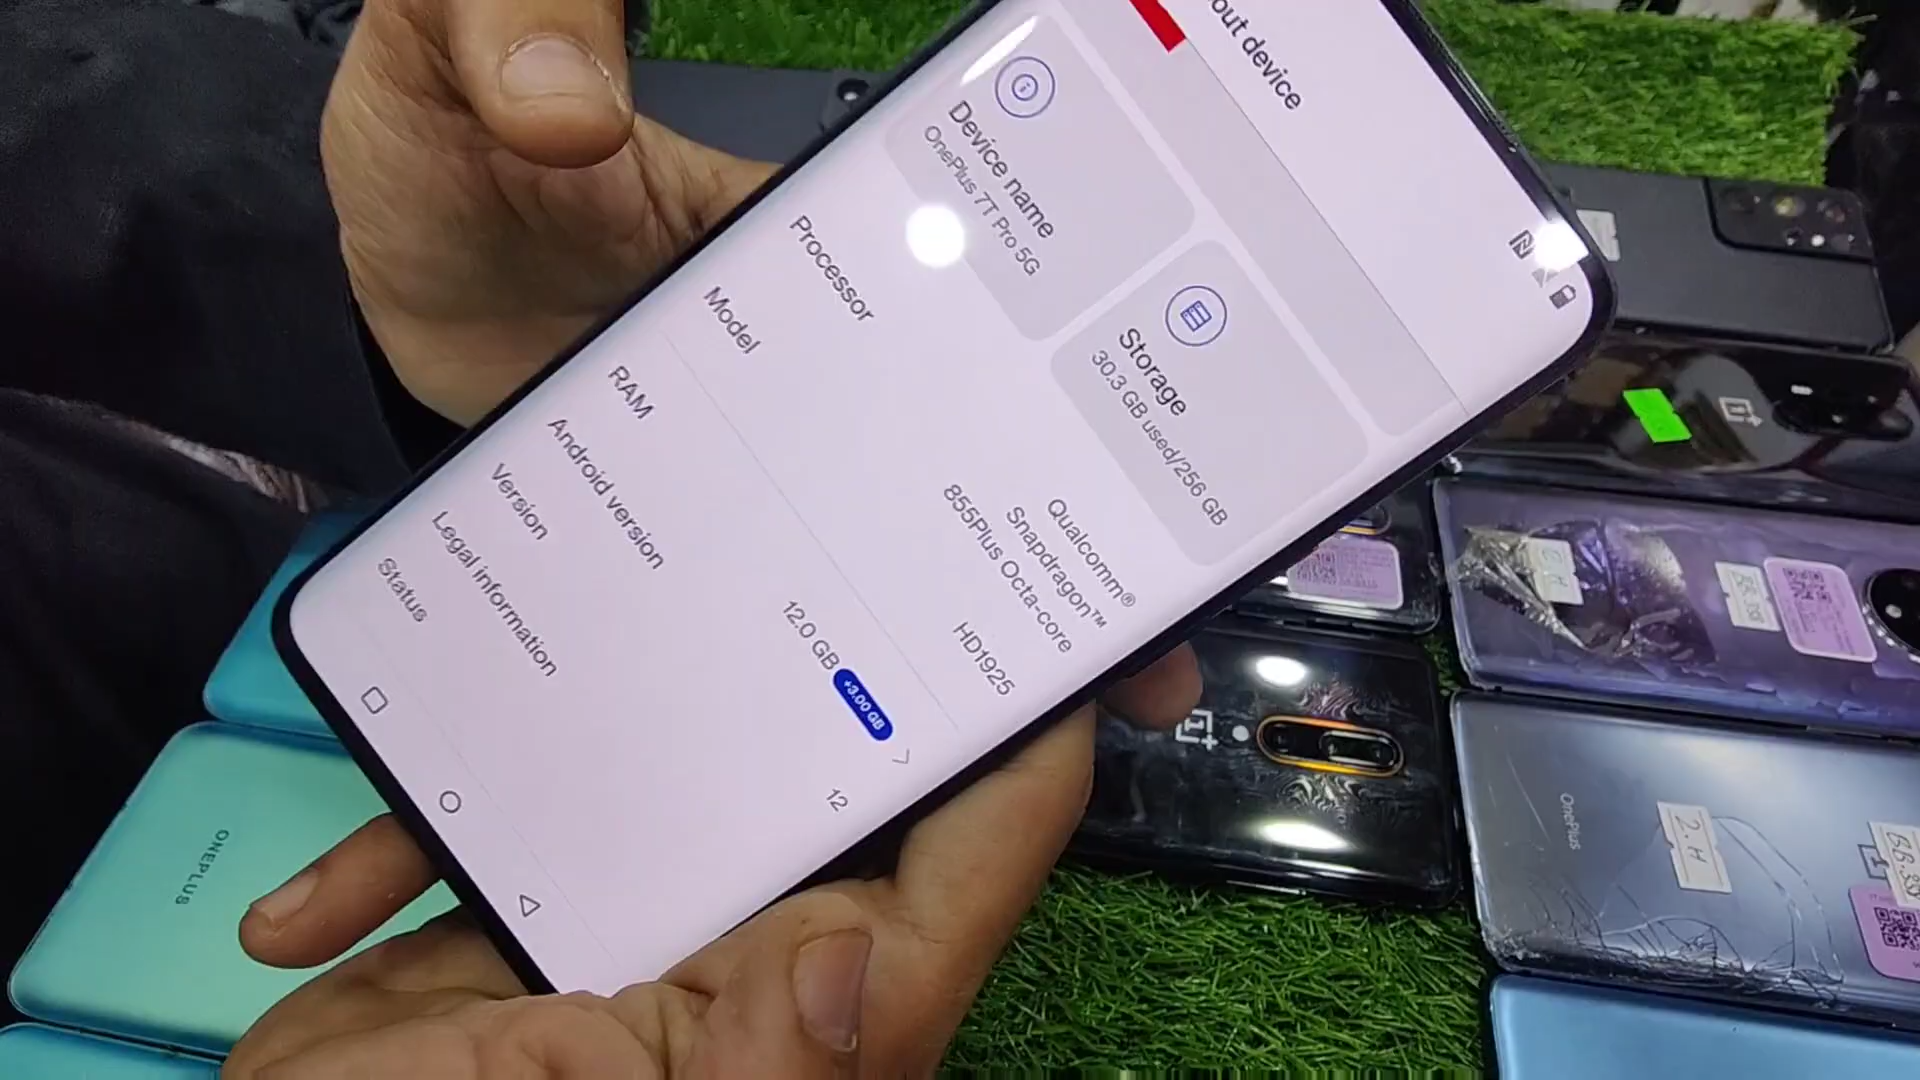 out device
Device name
OnePlus 7T Pro 5G
Storage
30.3 GB used/256 GB
Processor
Qualcomm®
Snapdragon™
855Plus Octa-core
Model
HD1925
RAM
12.0 GB +3.00 GB
Android version
12
Version
Legal information
Status
ONEPLUS
OnePlus
2.H